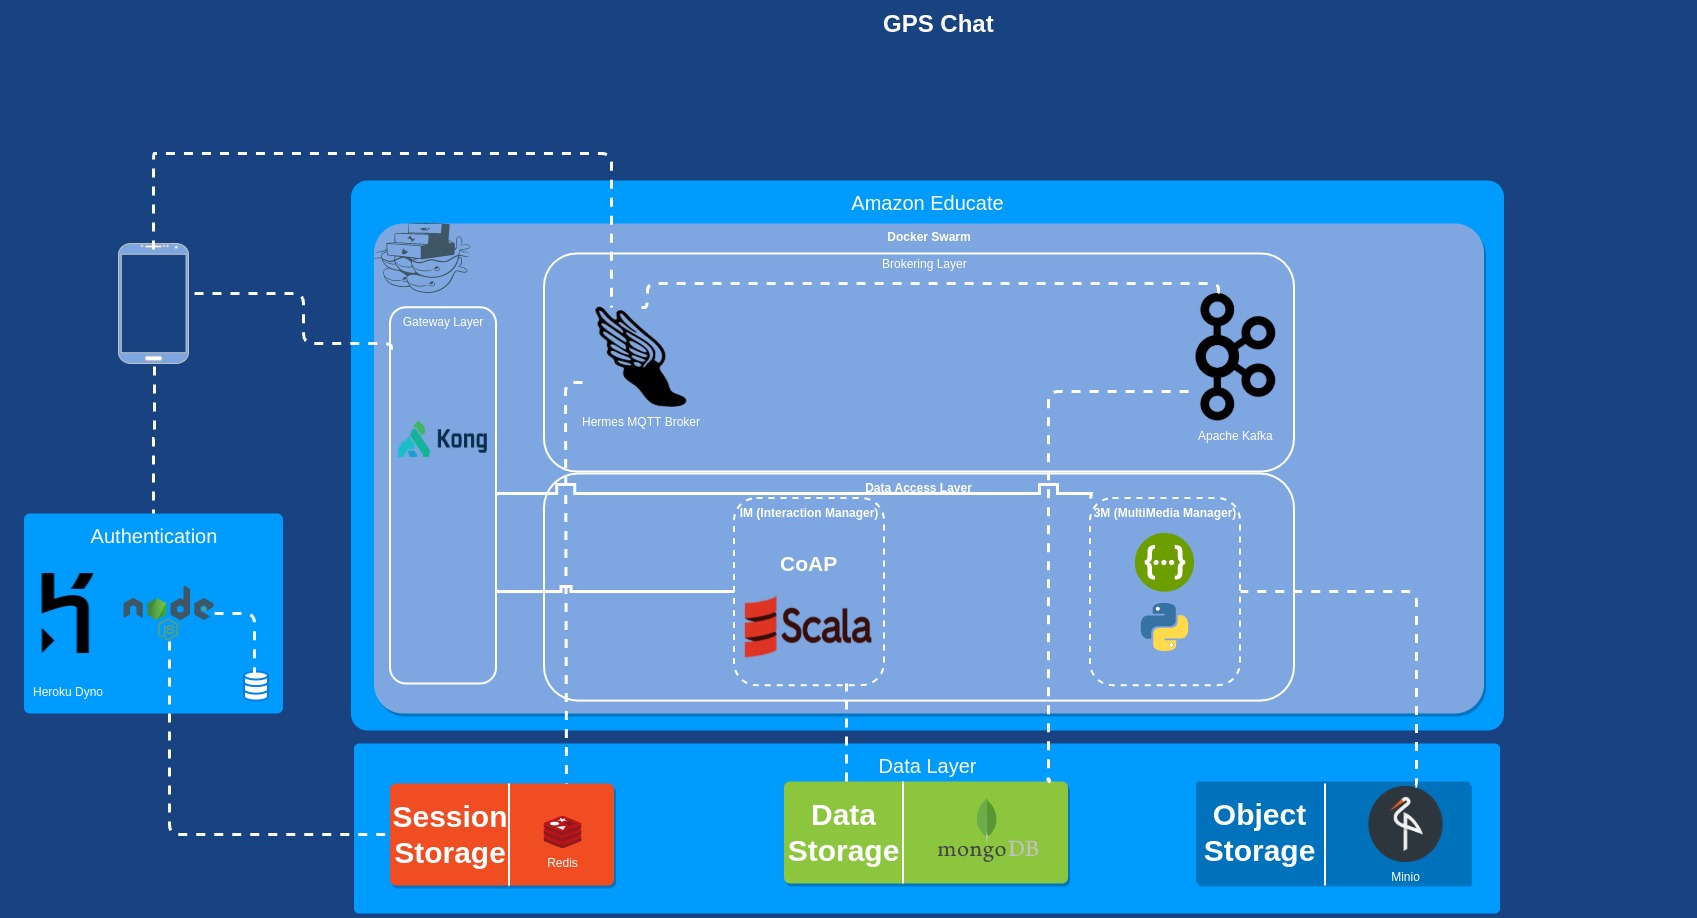 GPS Chat
Amazon Educate
Docker Swarm
Brokering Layer
Gateway Layer
Kong
Hermes MQTT Broker
Apache Kafka
Data Access Layer
IM (Interaction Manager)
3M (MultiMedia Manager)
CoAP
Scala
{...}
Authentication
node
JS
Heroku Dyno
Data Layer
Session
Storage
Redis
Data
Storage
mongoDB
Object
Storage
Minio